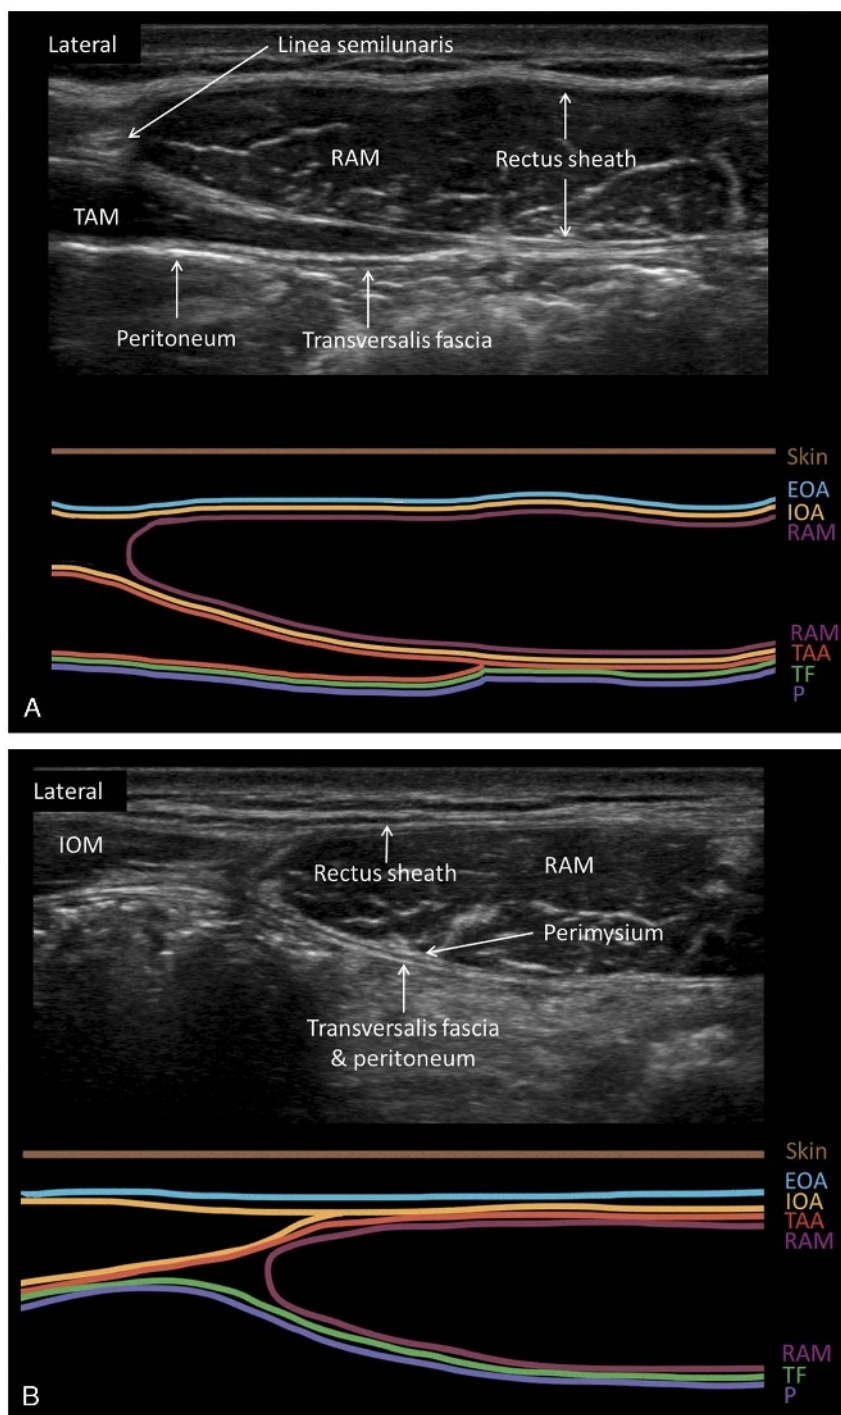 Lateral
Linea semilunaris
RAM
Rectus sheath
TAM
Peritoneum
Transversalis fascia
Skin
EOA
IOA
RAM
RAM
TAA
TF
P
A
Lateral
IOM
Rectus sheath
RAM
Perimysium
Transversalis fascia
& peritoneum
Skin
EOA
IOA
TAA
RAM
RAM
TF
P
B